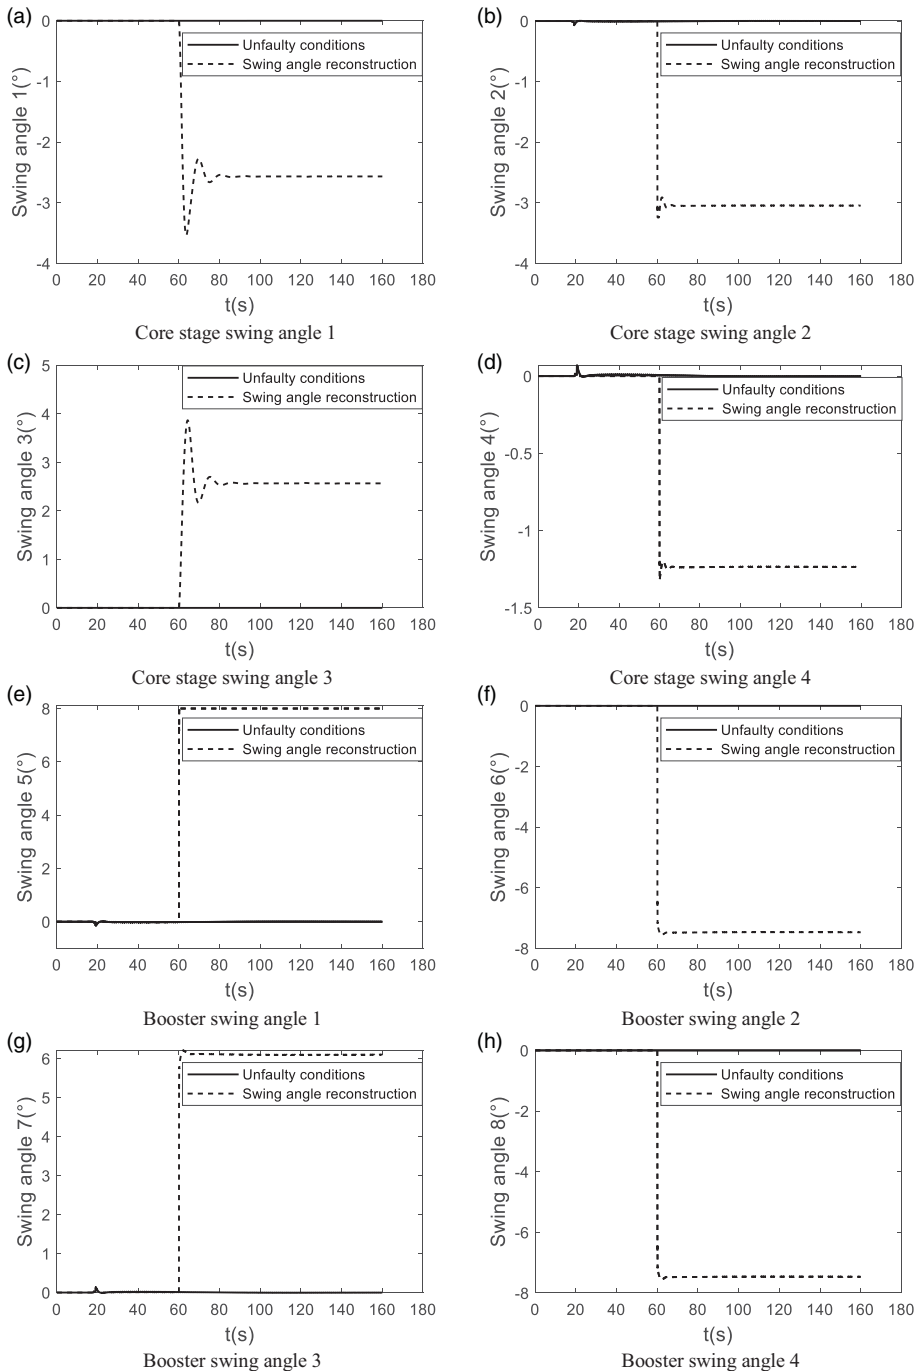 (a)
0
-1
-2
-3
-4
Swing angle 1(°)
Unfaulty conditions
Swing angle reconstruction
0 20 40 60 80 100 120 140 160 180
t(s)
Core stage swing angle 1
(b)
0
-1
-2
-3
-4
Swing angle 2(°)
Unfaulty conditions
Swing angle reconstruction
0 20 40 60 80 100 120 140 160 180
t(s)
Core stage swing angle 2
(c)
5
4
3
2
1
0
Swing angle 3(°)
Unfaulty conditions
Swing angle reconstruction
0 20 40 60 80 100 120 140 160 180
t(s)
Core stage swing angle 3
(d)
0
-0.5
-1
-1.5
Swing angle 4(°)
Unfaulty conditions
Swing angle reconstruction
0 20 40 60 80 100 120 140 160 180
t(s)
Core stage swing angle 4
(e)
8
6
4
2
0
Swing angle 5(°)
Unfaulty conditions
Swing angle reconstruction
0 20 40 60 80 100 120 140 160 180
t(s)
Booster swing angle 1
(f)
0
-2
-4
-6
-8
Swing angle 6(°)
Unfaulty conditions
Swing angle reconstruction
0 20 40 60 80 100 120 140 160 180
t(s)
Booster swing angle 2
(g)
6
5
4
3
2
1
0
Swing angle 7(°)
Unfaulty conditions
Swing angle reconstruction
0 20 40 60 80 100 120 140 160 180
t(s)
Booster swing angle 3
(h)
0
-2
-4
-6
-8
Swing angle 8(°)
Unfaulty conditions
Swing angle reconstruction
0 20 40 60 80 100 120 140 160 180
t(s)
Booster swing angle 4